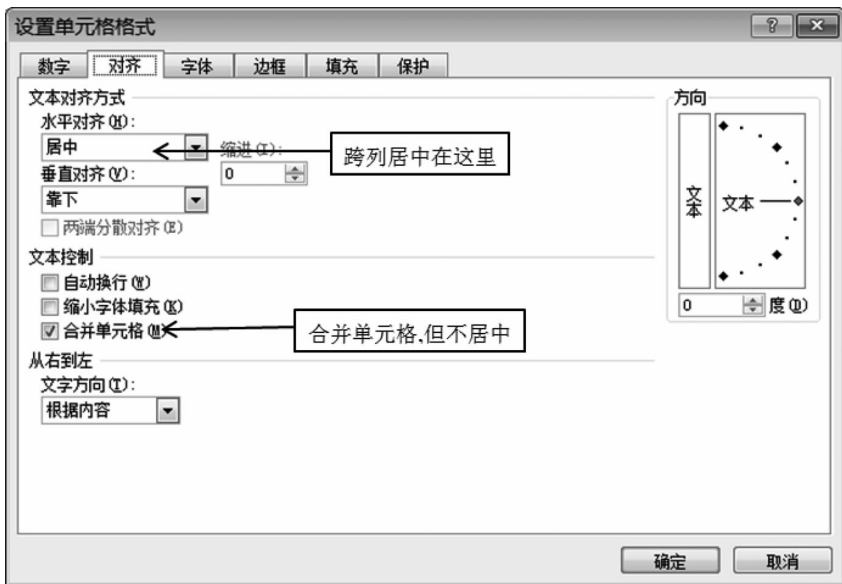 设置单元格格式
数字 对齐 字体 边框 填充 保护
文本对齐方式
水平对齐(H):
居中
缩进(I):
跨列居中在这里
垂直对齐(V):
0
靠下
两端分散对齐(E)
文本控制
自动换行(W)
缩小字体填充(K)
合并单元格(M
合并单元格,但不居中
从右到左
文字方向(T):
根据内容
方向
文本
文本
0 度(D)
确定 取消